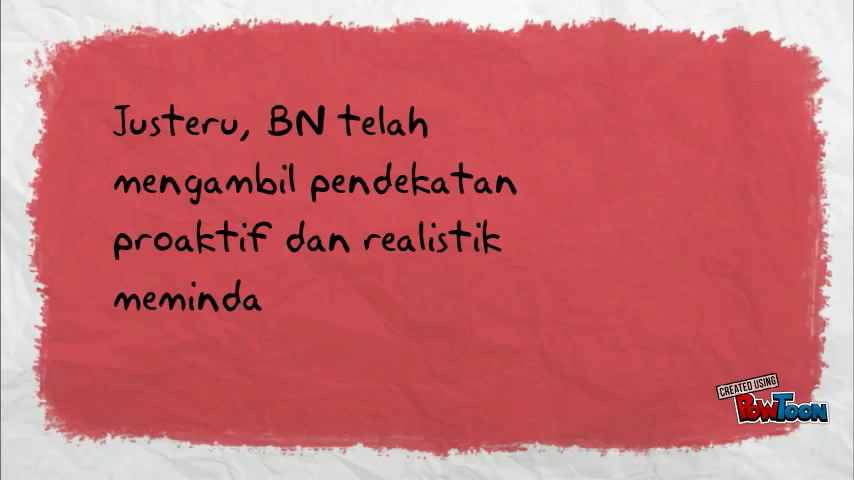 Justeru, BN telah
mengambil pendekatan
proaktif dan realistik
meminda
CREATED USING
POWTOON